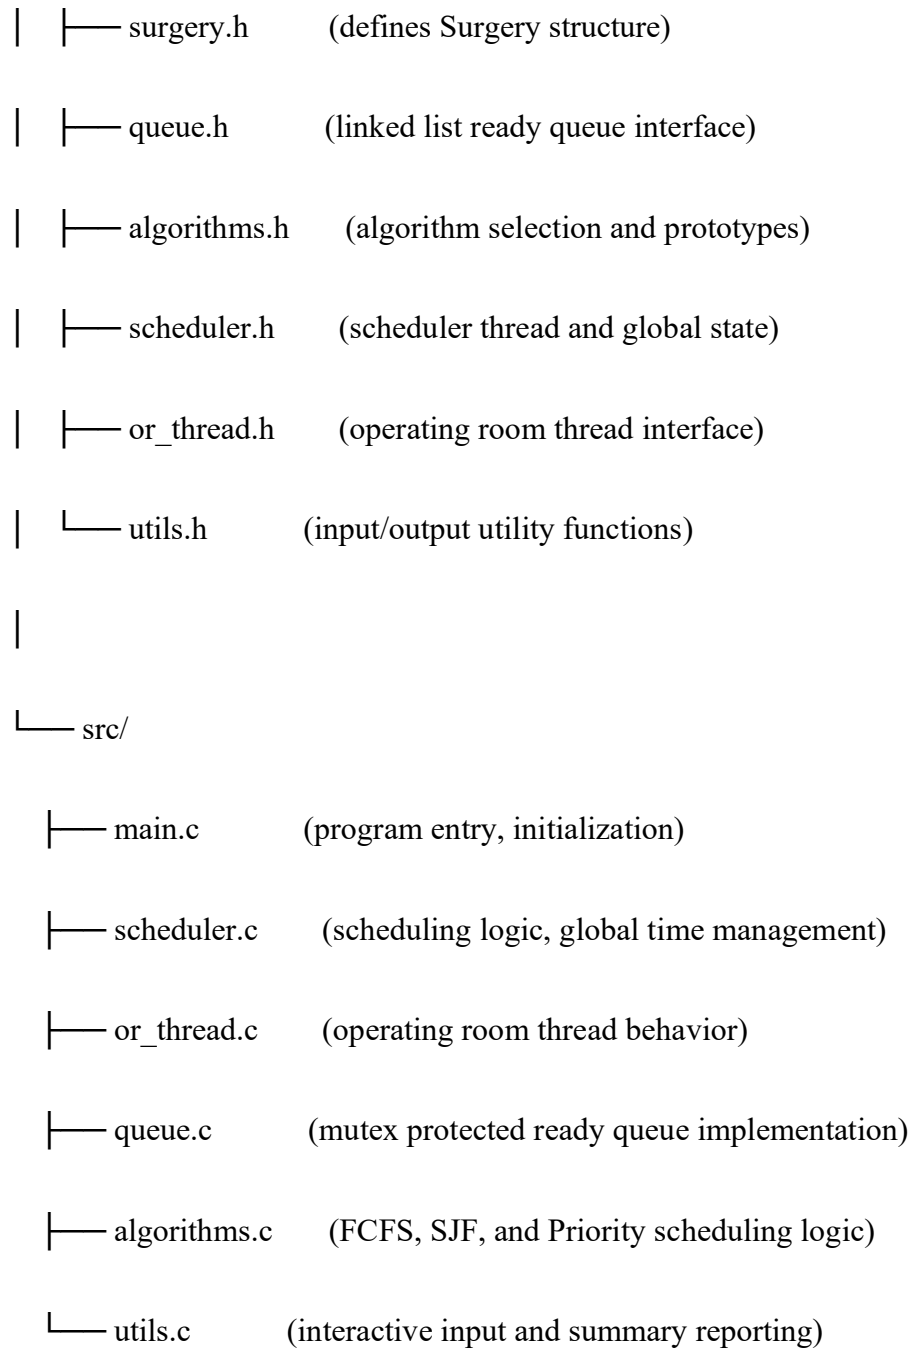 │ ├── surgery.h (defines Surgery structure)
│ ├── queue.h (linked list ready queue interface)
│ ├── algorithms.h (algorithm selection and prototypes)
│ ├── scheduler.h (scheduler thread and global state)
│ ├── or_thread.h (operating room thread interface)
│ └── utils.h (input/output utility functions)
│
└── src/
├── main.c (program entry, initialization)
├── scheduler.c (scheduling logic, global time management)
├── or_thread.c (operating room thread behavior)
├── queue.c (mutex protected ready queue implementation)
├── algorithms.c (FCFS, SJF, and Priority scheduling logic)
└── utils.c (interactive input and summary reporting)